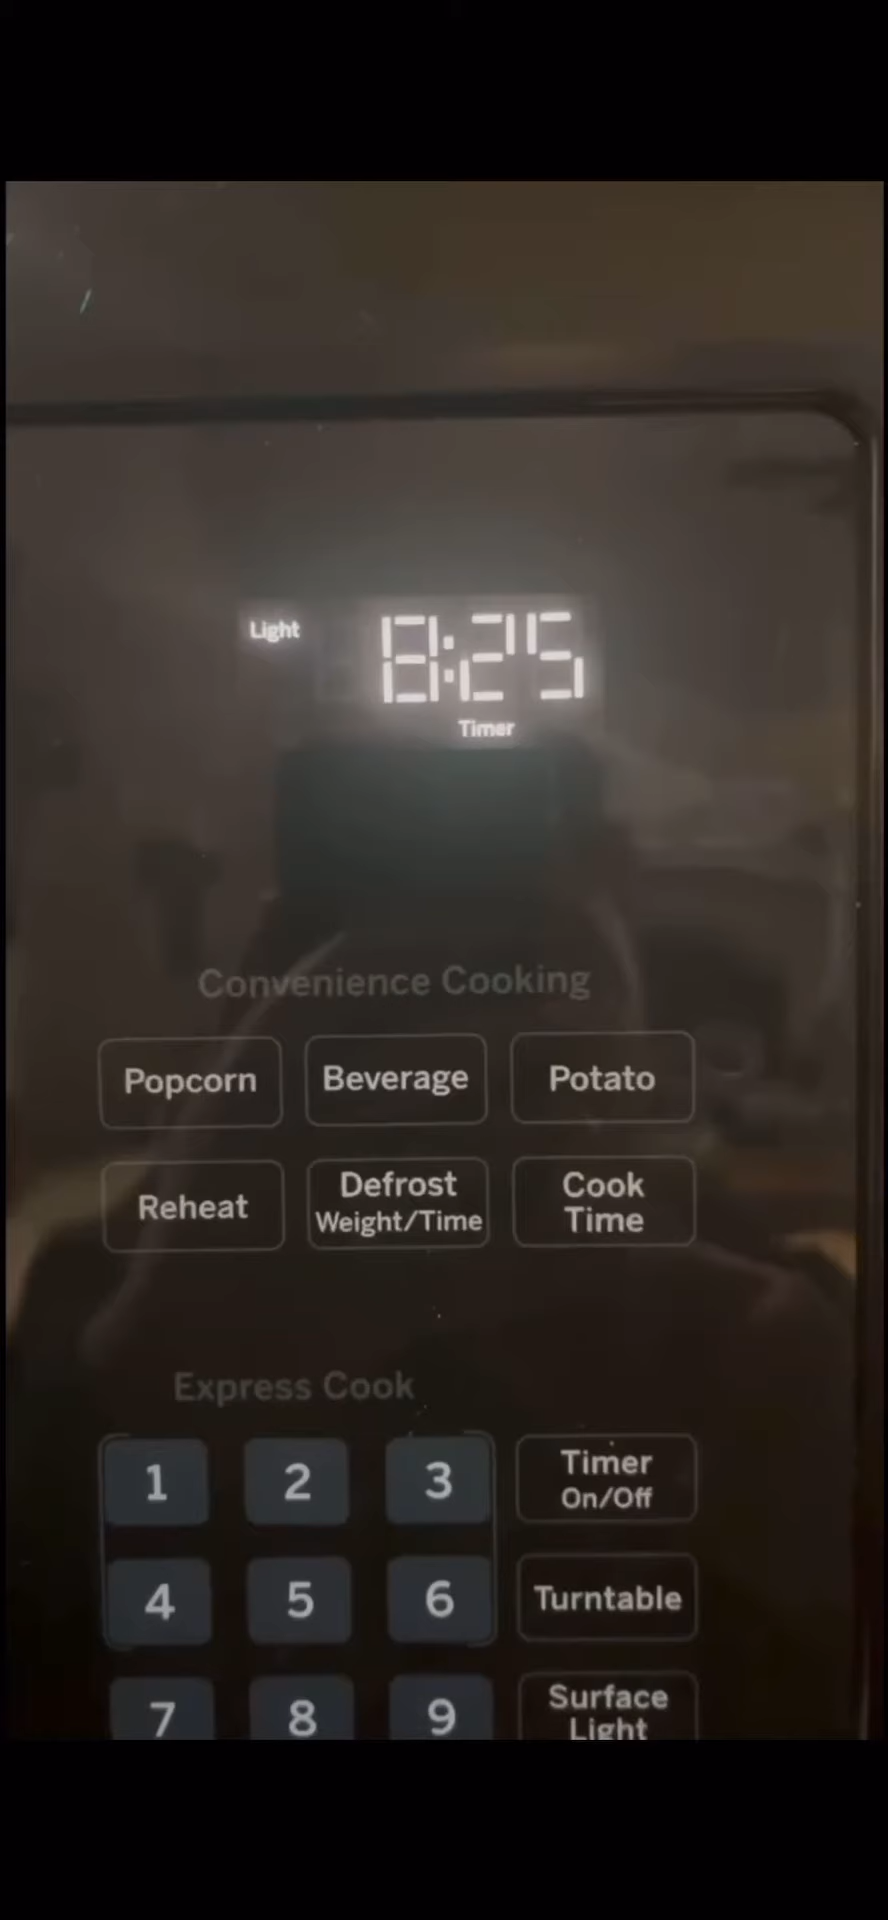 Light
8:25
Timer
Convenience Cooking
Popcorn
Beverage
Potato
Reheat
Defrost
Weight/Time
Cook
Time
Express Cook
1
2
3
Timer
On/Off
4
5
6
Turntable
7
8
9
Surface
Light